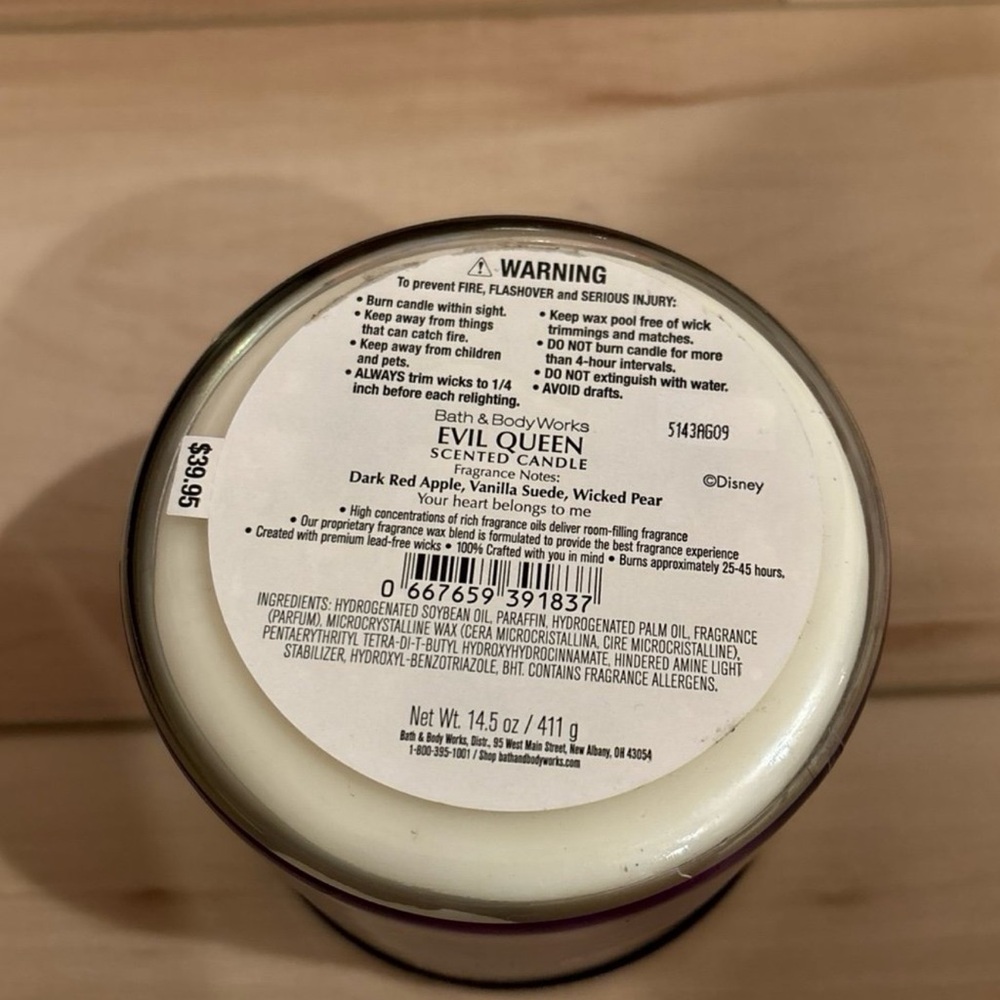 ⚠ WARNING
To prevent FIRE, FLASHOVER and SERIOUS INJURY:
• Burn candle within sight.
• Keep away from things
that can catch fire.
• Keep away from children
and pets.
• ALWAYS trim wicks to 1/4
inch before each relighting.
• Keep wax pool free of wick
trimmings and matches.
• DO NOT burn candle for more
than 4-hour intervals.
• DO NOT extinguish with water.
• AVOID drafts.
Bath & Body Works
EVIL QUEEN
SCENTED CANDLE
Fragrance Notes:
Dark Red Apple, Vanilla Suede, Wicked Pear
Your heart belongs to me
5143AG09
©Disney
$39.95
• High concentrations of rich fragrance oils deliver room-filling fragrance
• Our proprietary fragrance wax blend is formulated to provide the best fragrance experience
• Created with premium lead-free wicks • 100% Crafted with you in mind • Burns approximately 25-45 hours,
0 667659 391837
INGREDIENTS: HYDROGENATED SOYBEAN OIL, PARAFFIN, HYDROGENATED PALM OIL, FRAGRANCE
(PARFUM), MICROCRYSTALLINE WAX (CERA MICROCRISTALLINA, CIRE MICROCRISTALLINE),
PENTAERYTHRITYL TETRA-DI-T-BUTYL HYDROXYHYDROCINNAMATE, HINDERED AMINE LIGHT
STABILIZER, HYDROXYL-BENZOTRIAZOLE, BHT. CONTAINS FRAGRANCE ALLERGENS.
Net Wt. 14.5 oz / 411 g
Bath & Body Works, Distr., 95 West Main Street, New Albany, OH 43054
1-800-395-1001 / Shop bathandbodyworks.com